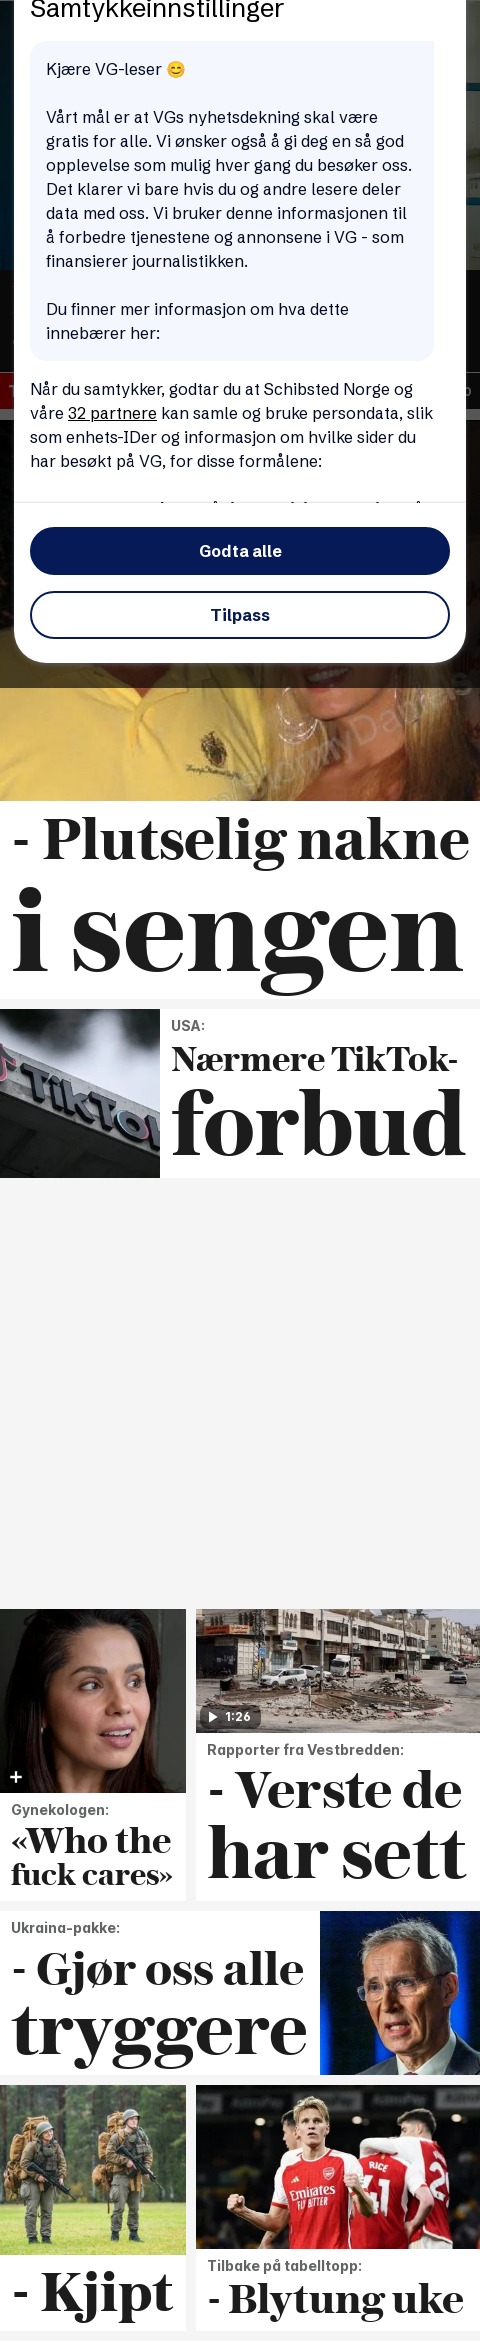 Samtykkeinnstillinger
Kjære VG-leser 😊
Vårt mål er at VGs nyhetsdekning skal være
gratis for alle. Vi ønsker også å gi deg en så god
opplevelse som mulig hver gang du besøker oss.
Det klarer vi bare hvis du og andre lesere deler
data med oss. Vi bruker denne informasjonen til
å forbedre tjenestene og annonsene i VG - som
finansierer journalistikken.
Du finner mer informasjon om hva dette
innebærer her:
Når du samtykker, godtar du at Schibsted Norge og
våre 32 partnere kan samle og bruke persondata, slik
som enhets-IDer og informasjon om hvilke sider du
har besøkt på VG, for disse formålene:
Godta alle
Tilpass
- Plutselig nakne
i sengen
TikTok
USA:
Nærmere TikTok-
forbud
1:26
Gynekologen:
«Who the
fuck cares»
Rapporter fra Vestbredden:
- Verste de
har sett
Ukraina-pakke:
- Gjør oss alle
tryggere
Emirates
FLY BETTER
RICE
41
- Kjipt
Tilbake på tabelltopp:
- Blytung uke